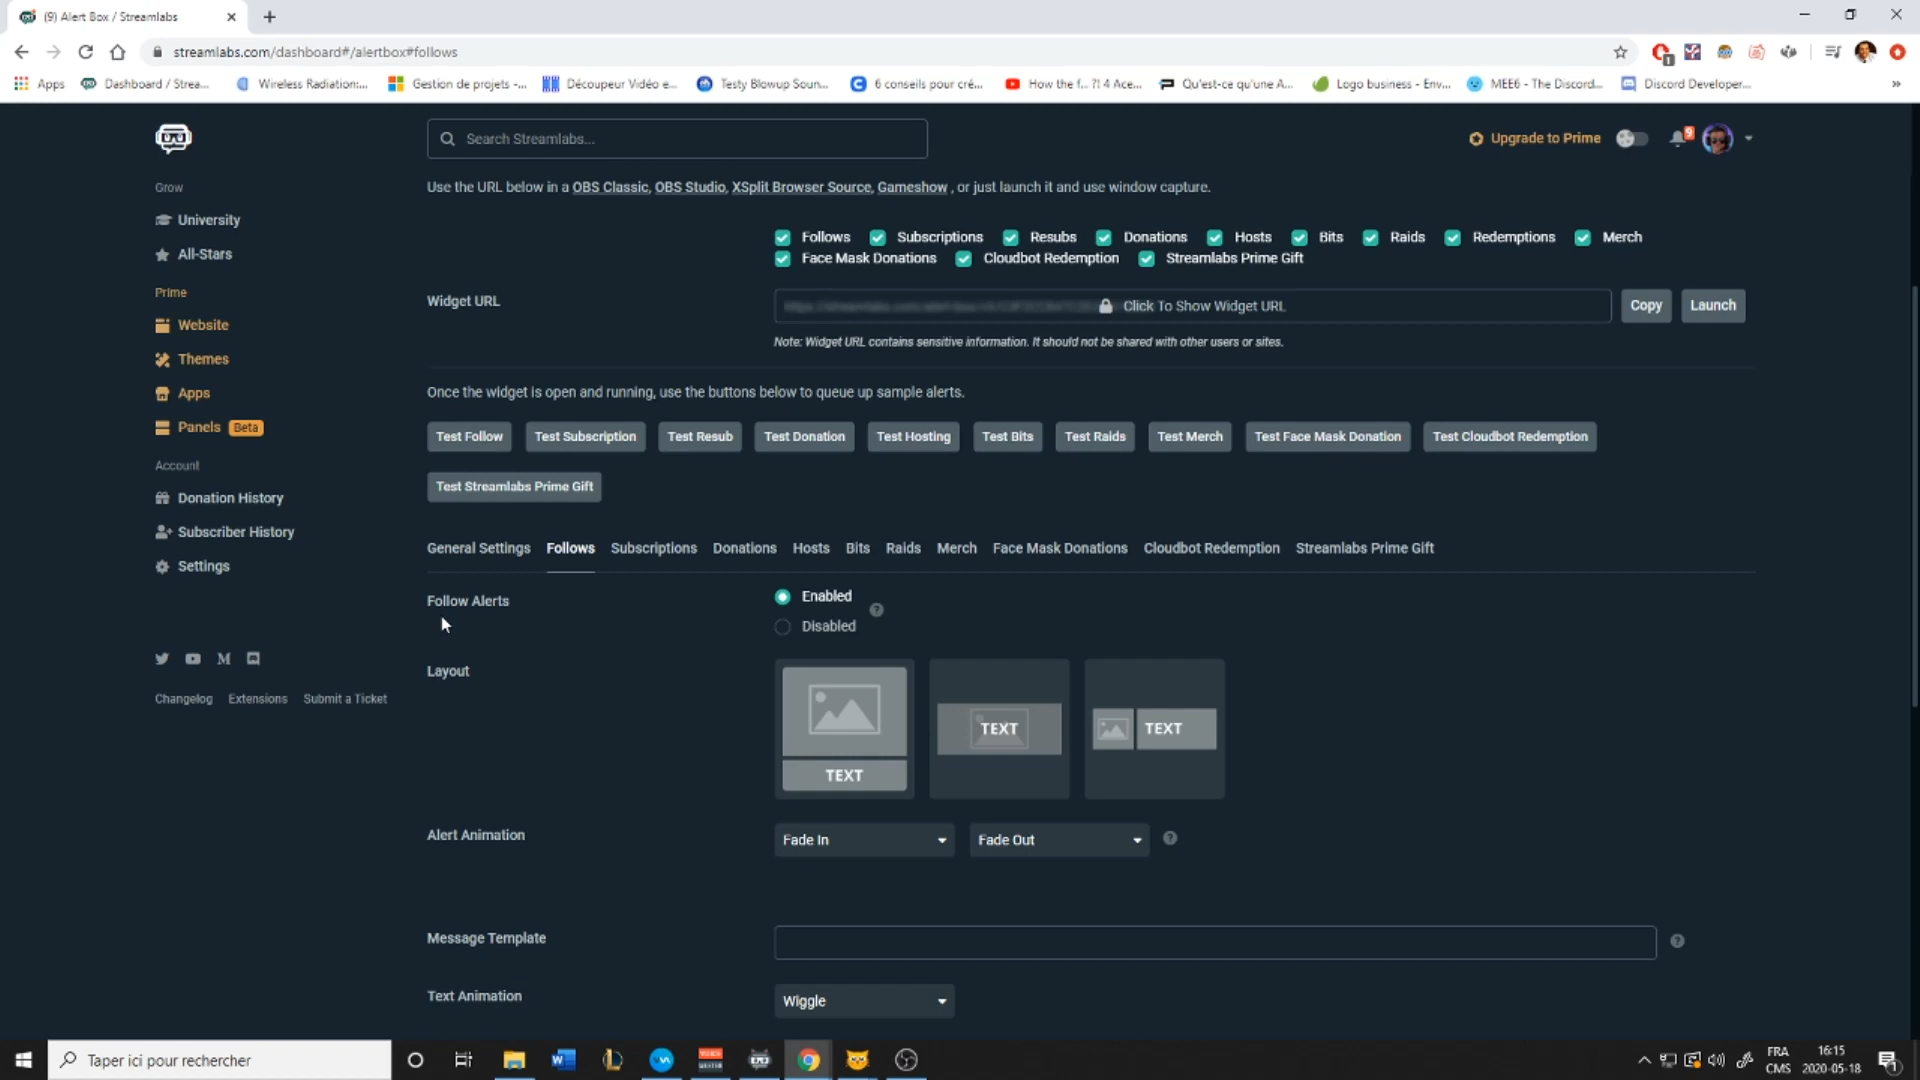 (9) Alert Box / Streamlabs
streamlabs.com/dashboard#/alertbox#follows
Apps Dashboard / Strea... Wireless Radiation:... Gestion de projets -... Découpeur Vidéo e... Testy Blowup Soun... 6 conseils pour cré... How the f... ?! 4 Ace... Qu'est-ce qu'une A... Logo business - Env... MEE6 - The Discord... Discord Developer... »
Search Streamlabs...
Upgrade to Prime
9
Grow
University
All-Stars
Prime
Website
Themes
Apps
Panels Beta
Account
Donation History
Subscriber History
Settings
Changelog Extensions Submit a Ticket
Use the URL below in a OBS Classic, OBS Studio, XSplit Browser Source, Gameshow , or just launch it and use window capture.
Follows Subscriptions Resubs Donations Hosts Bits Raids Redemptions Merch
Face Mask Donations Cloudbot Redemption Streamlabs Prime Gift
Widget URL
Click To Show Widget URL
Copy Launch
Note: Widget URL contains sensitive information. It should not be shared with other users or sites.
Once the widget is open and running, use the buttons below to queue up sample alerts.
Test Follow Test Subscription Test Resub Test Donation Test Hosting Test Bits Test Raids Test Merch Test Face Mask Donation Test Cloudbot Redemption
Test Streamlabs Prime Gift
General Settings Follows Subscriptions Donations Hosts Bits Raids Merch Face Mask Donations Cloudbot Redemption Streamlabs Prime Gift
Follow Alerts
Enabled
Disabled
Layout
TEXT
TEXT
TEXT
Alert Animation
Fade In Fade Out
Message Template
Text Animation
Wiggle
Taper ici pour rechercher
FRA
CMS
16:15
2020-05-18
1